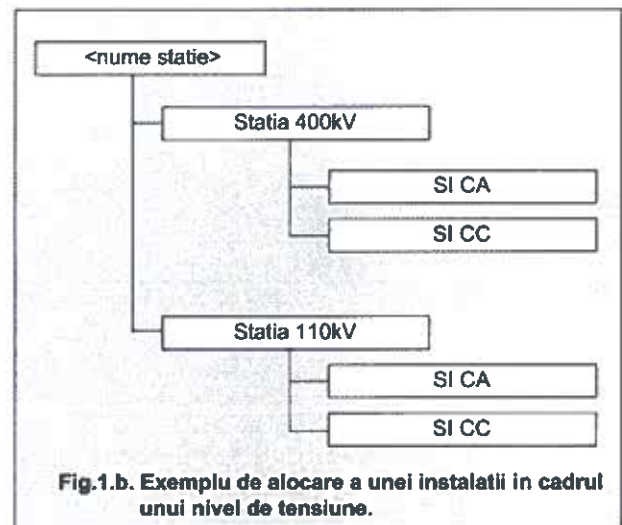 <nume statie>
Statia 400kV
SI CA
SI CC
Statia 110kV
SI CA
SI CC
Fig.1.b. Exemplu de alocare a unei instalatii in cadrul
unui nivel de tensiune.